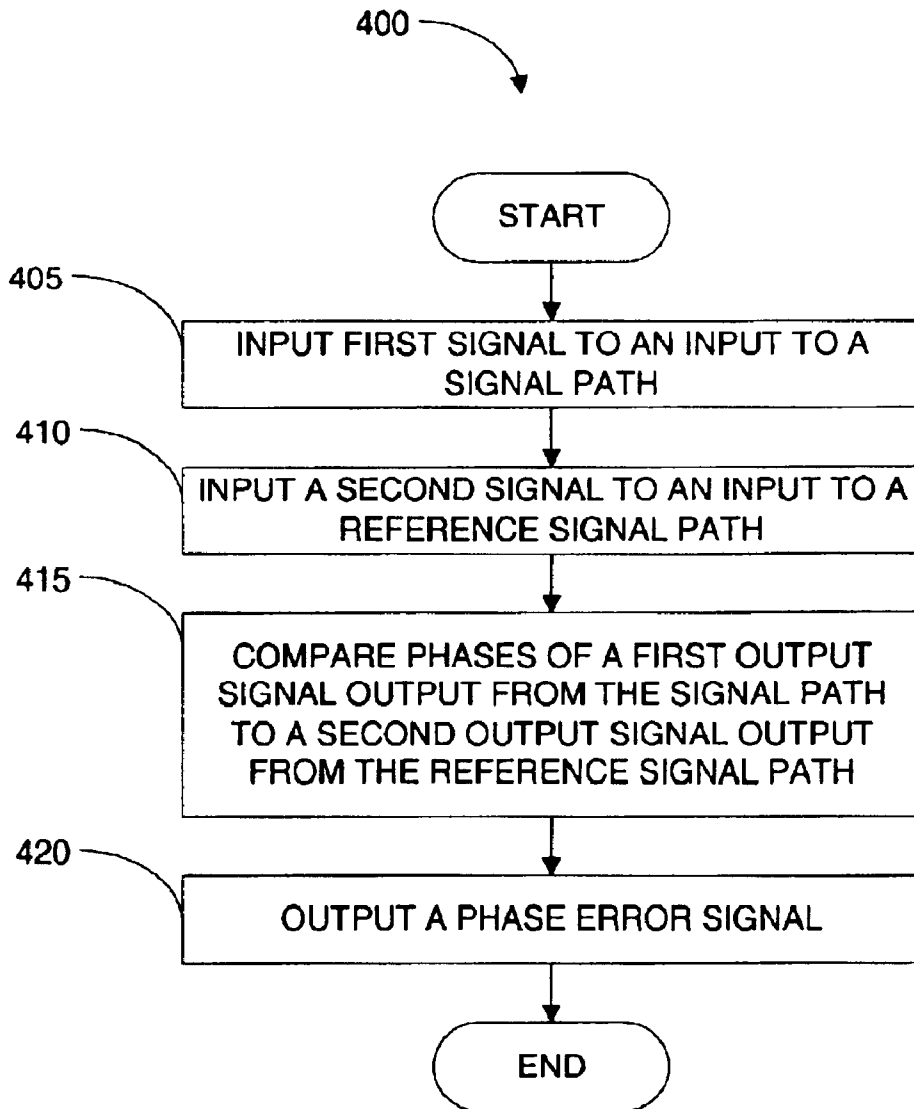 400
START
405
INPUT FIRST SIGNAL TO AN INPUT TO A
SIGNAL PATH
410
INPUT A SECOND SIGNAL TO AN INPUT TO A
REFERENCE SIGNAL PATH
415
COMPARE PHASES OF A FIRST OUTPUT
SIGNAL OUTPUT FROM THE SIGNAL PATH
TO A SECOND OUTPUT SIGNAL OUTPUT
FROM THE REFERENCE SIGNAL PATH
420
OUTPUT A PHASE ERROR SIGNAL
END